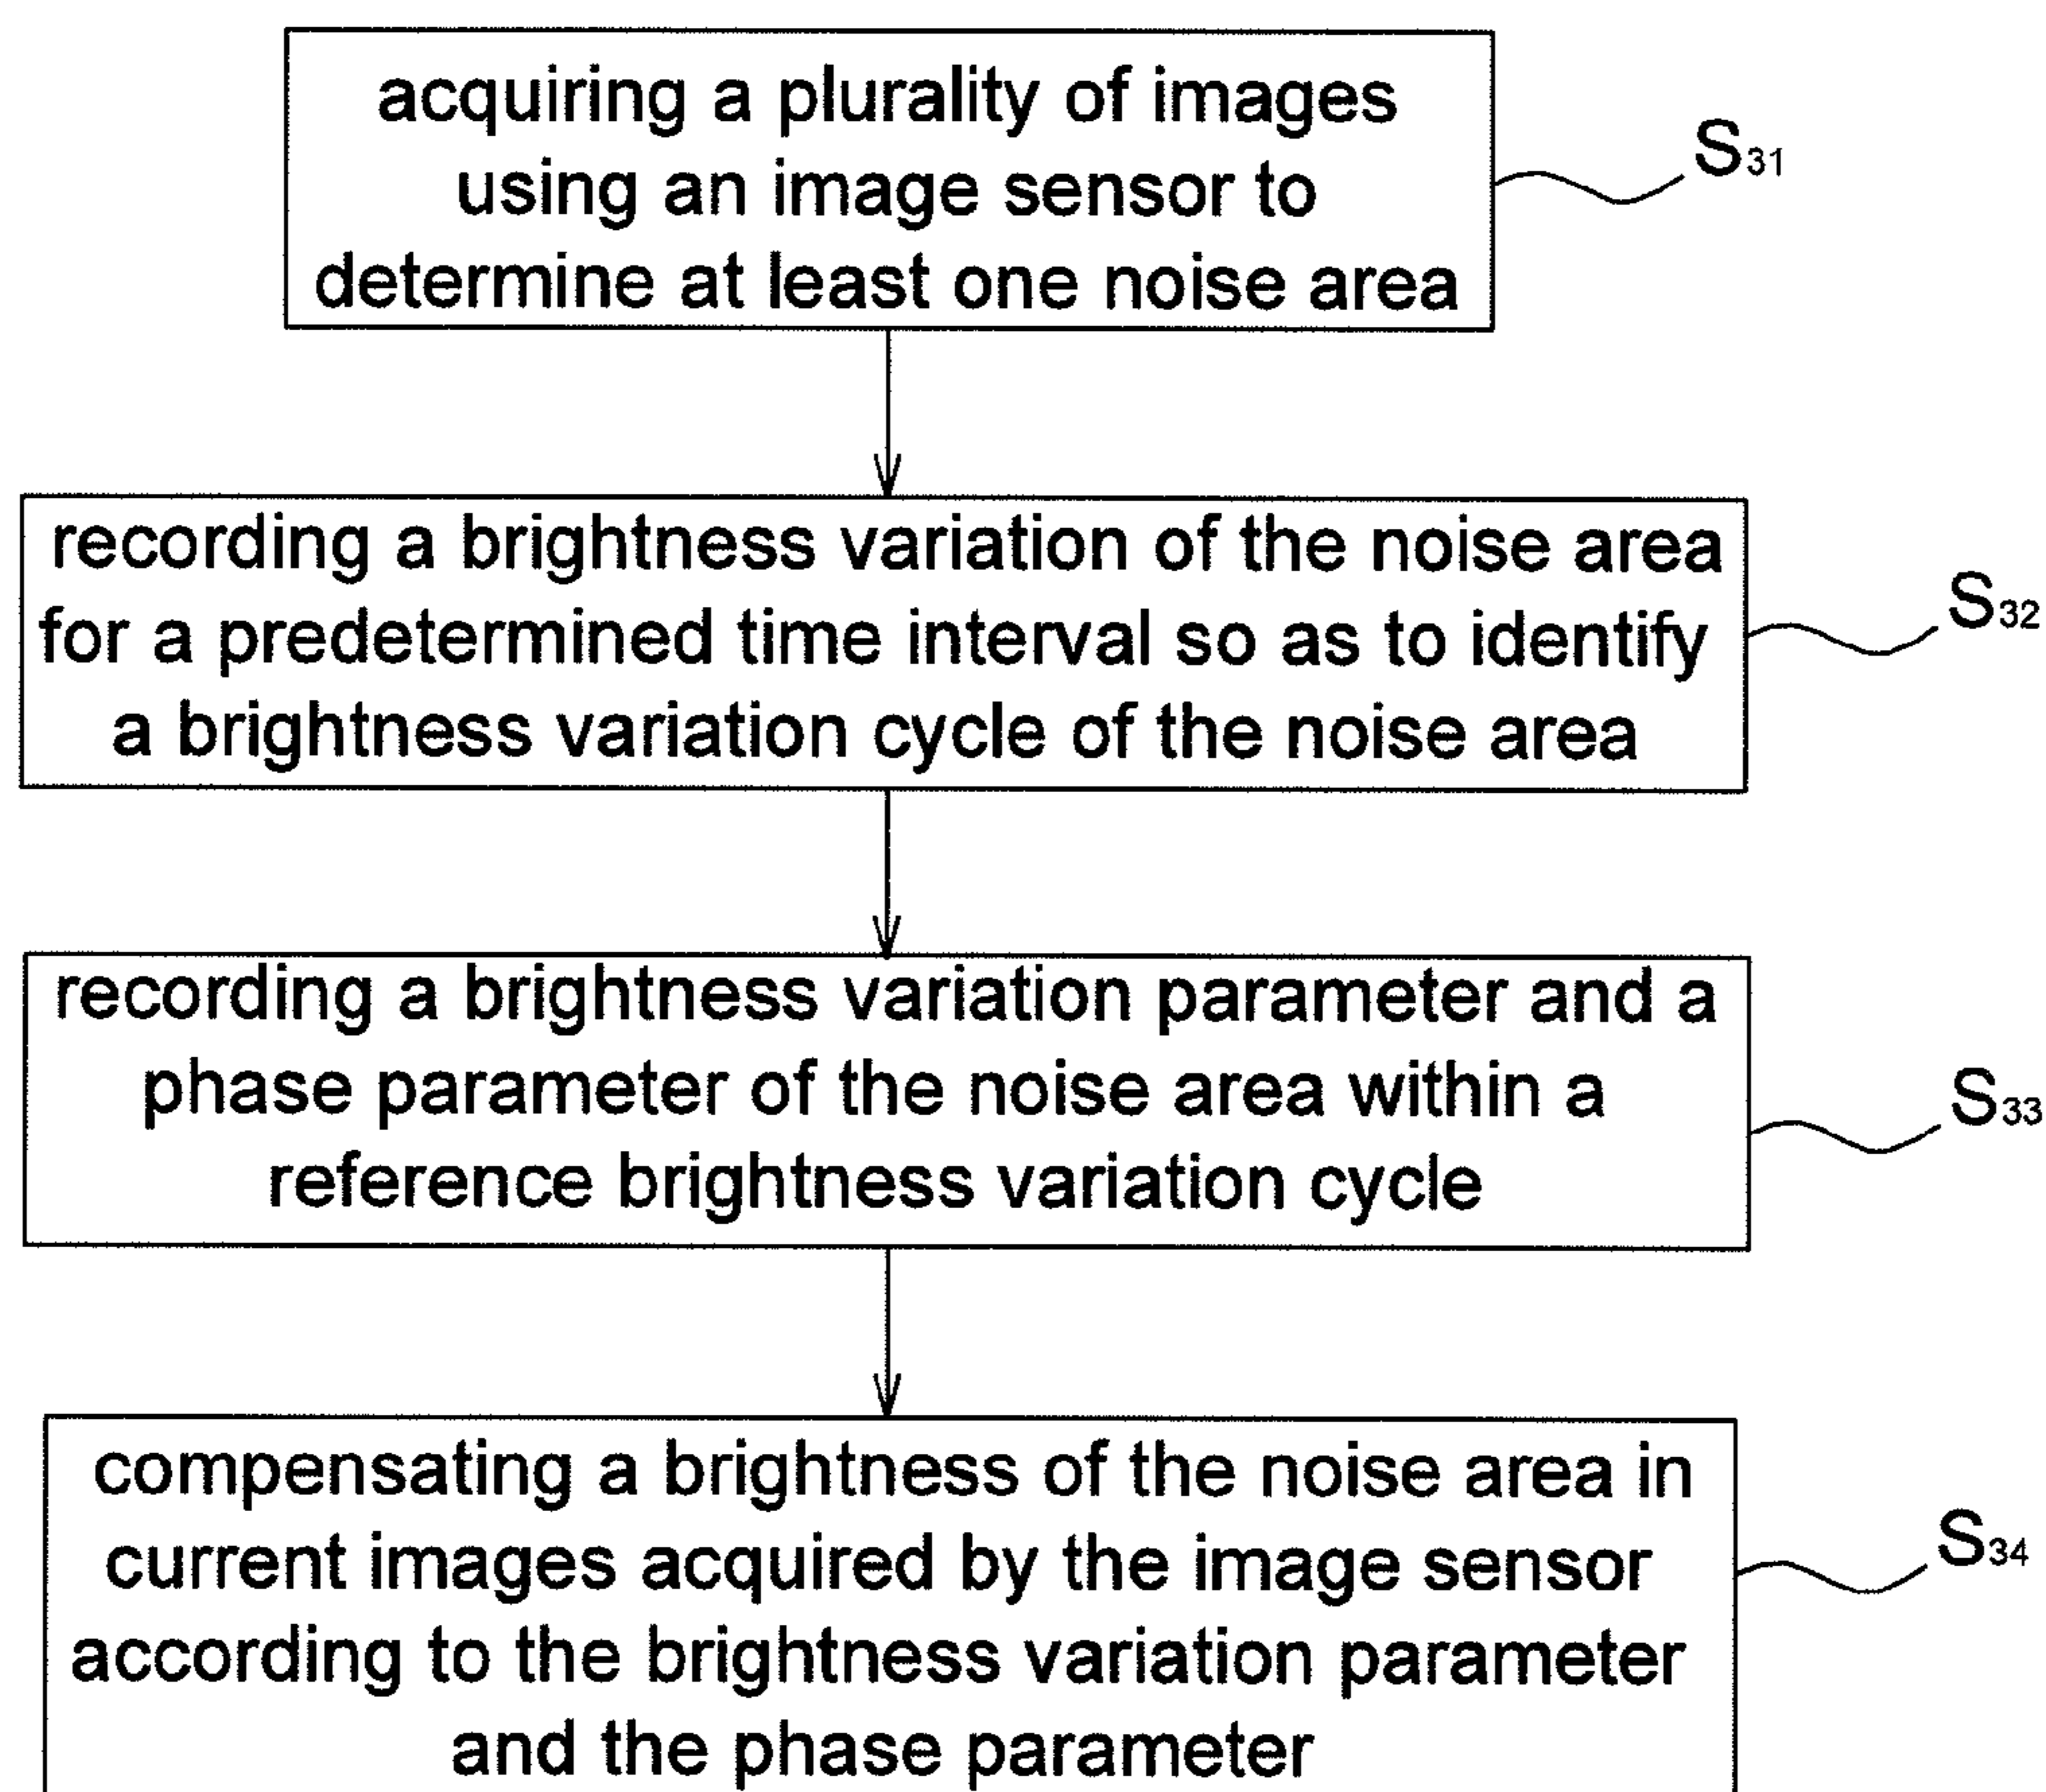 acquiring a plurality of images
using an image sensor to
determine at least one noise area
S31
recording a brightness variation of the noise area
for a predetermined time interval so as to identify
a brightness variation cycle of the noise area
S32
recording a brightness variation parameter and a
phase parameter of the noise area within a
reference brightness variation cycle
S33
compensating a brightness of the noise area in
current images acquired by the image sensor
according to the brightness variation parameter
and the phase parameter
S34